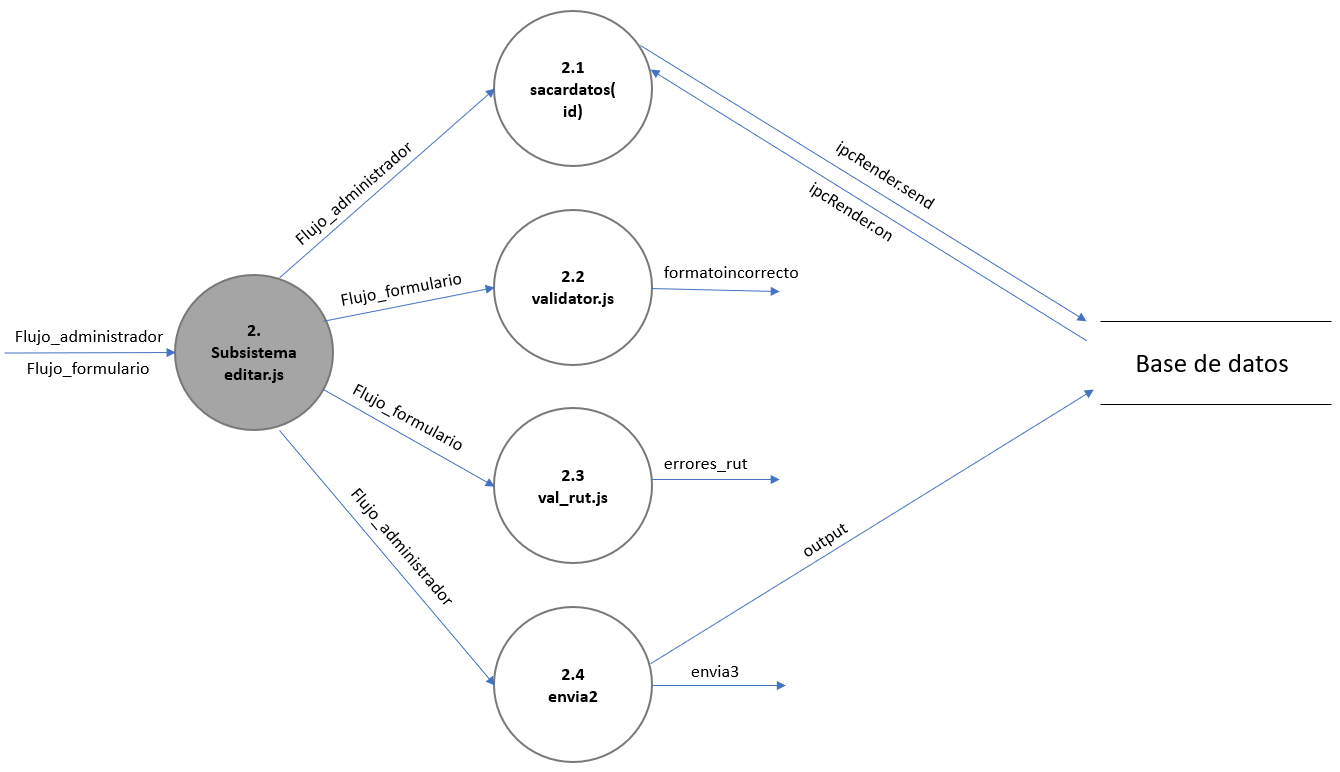 2.1
sacardatos(
id)
ipcRender.send
Flujo_administrador
ipcRender.on
2.2
validator.js
formatoincorrecto
Flujo_formulario
2.
Subsistema
editar.js
Flujo_administrador
Flujo_formulario
Base de datos
Flujo_formulario
2.3
val_rut.js
errores_rut
Flujo_administrador
output
2.4
envia2
envia3